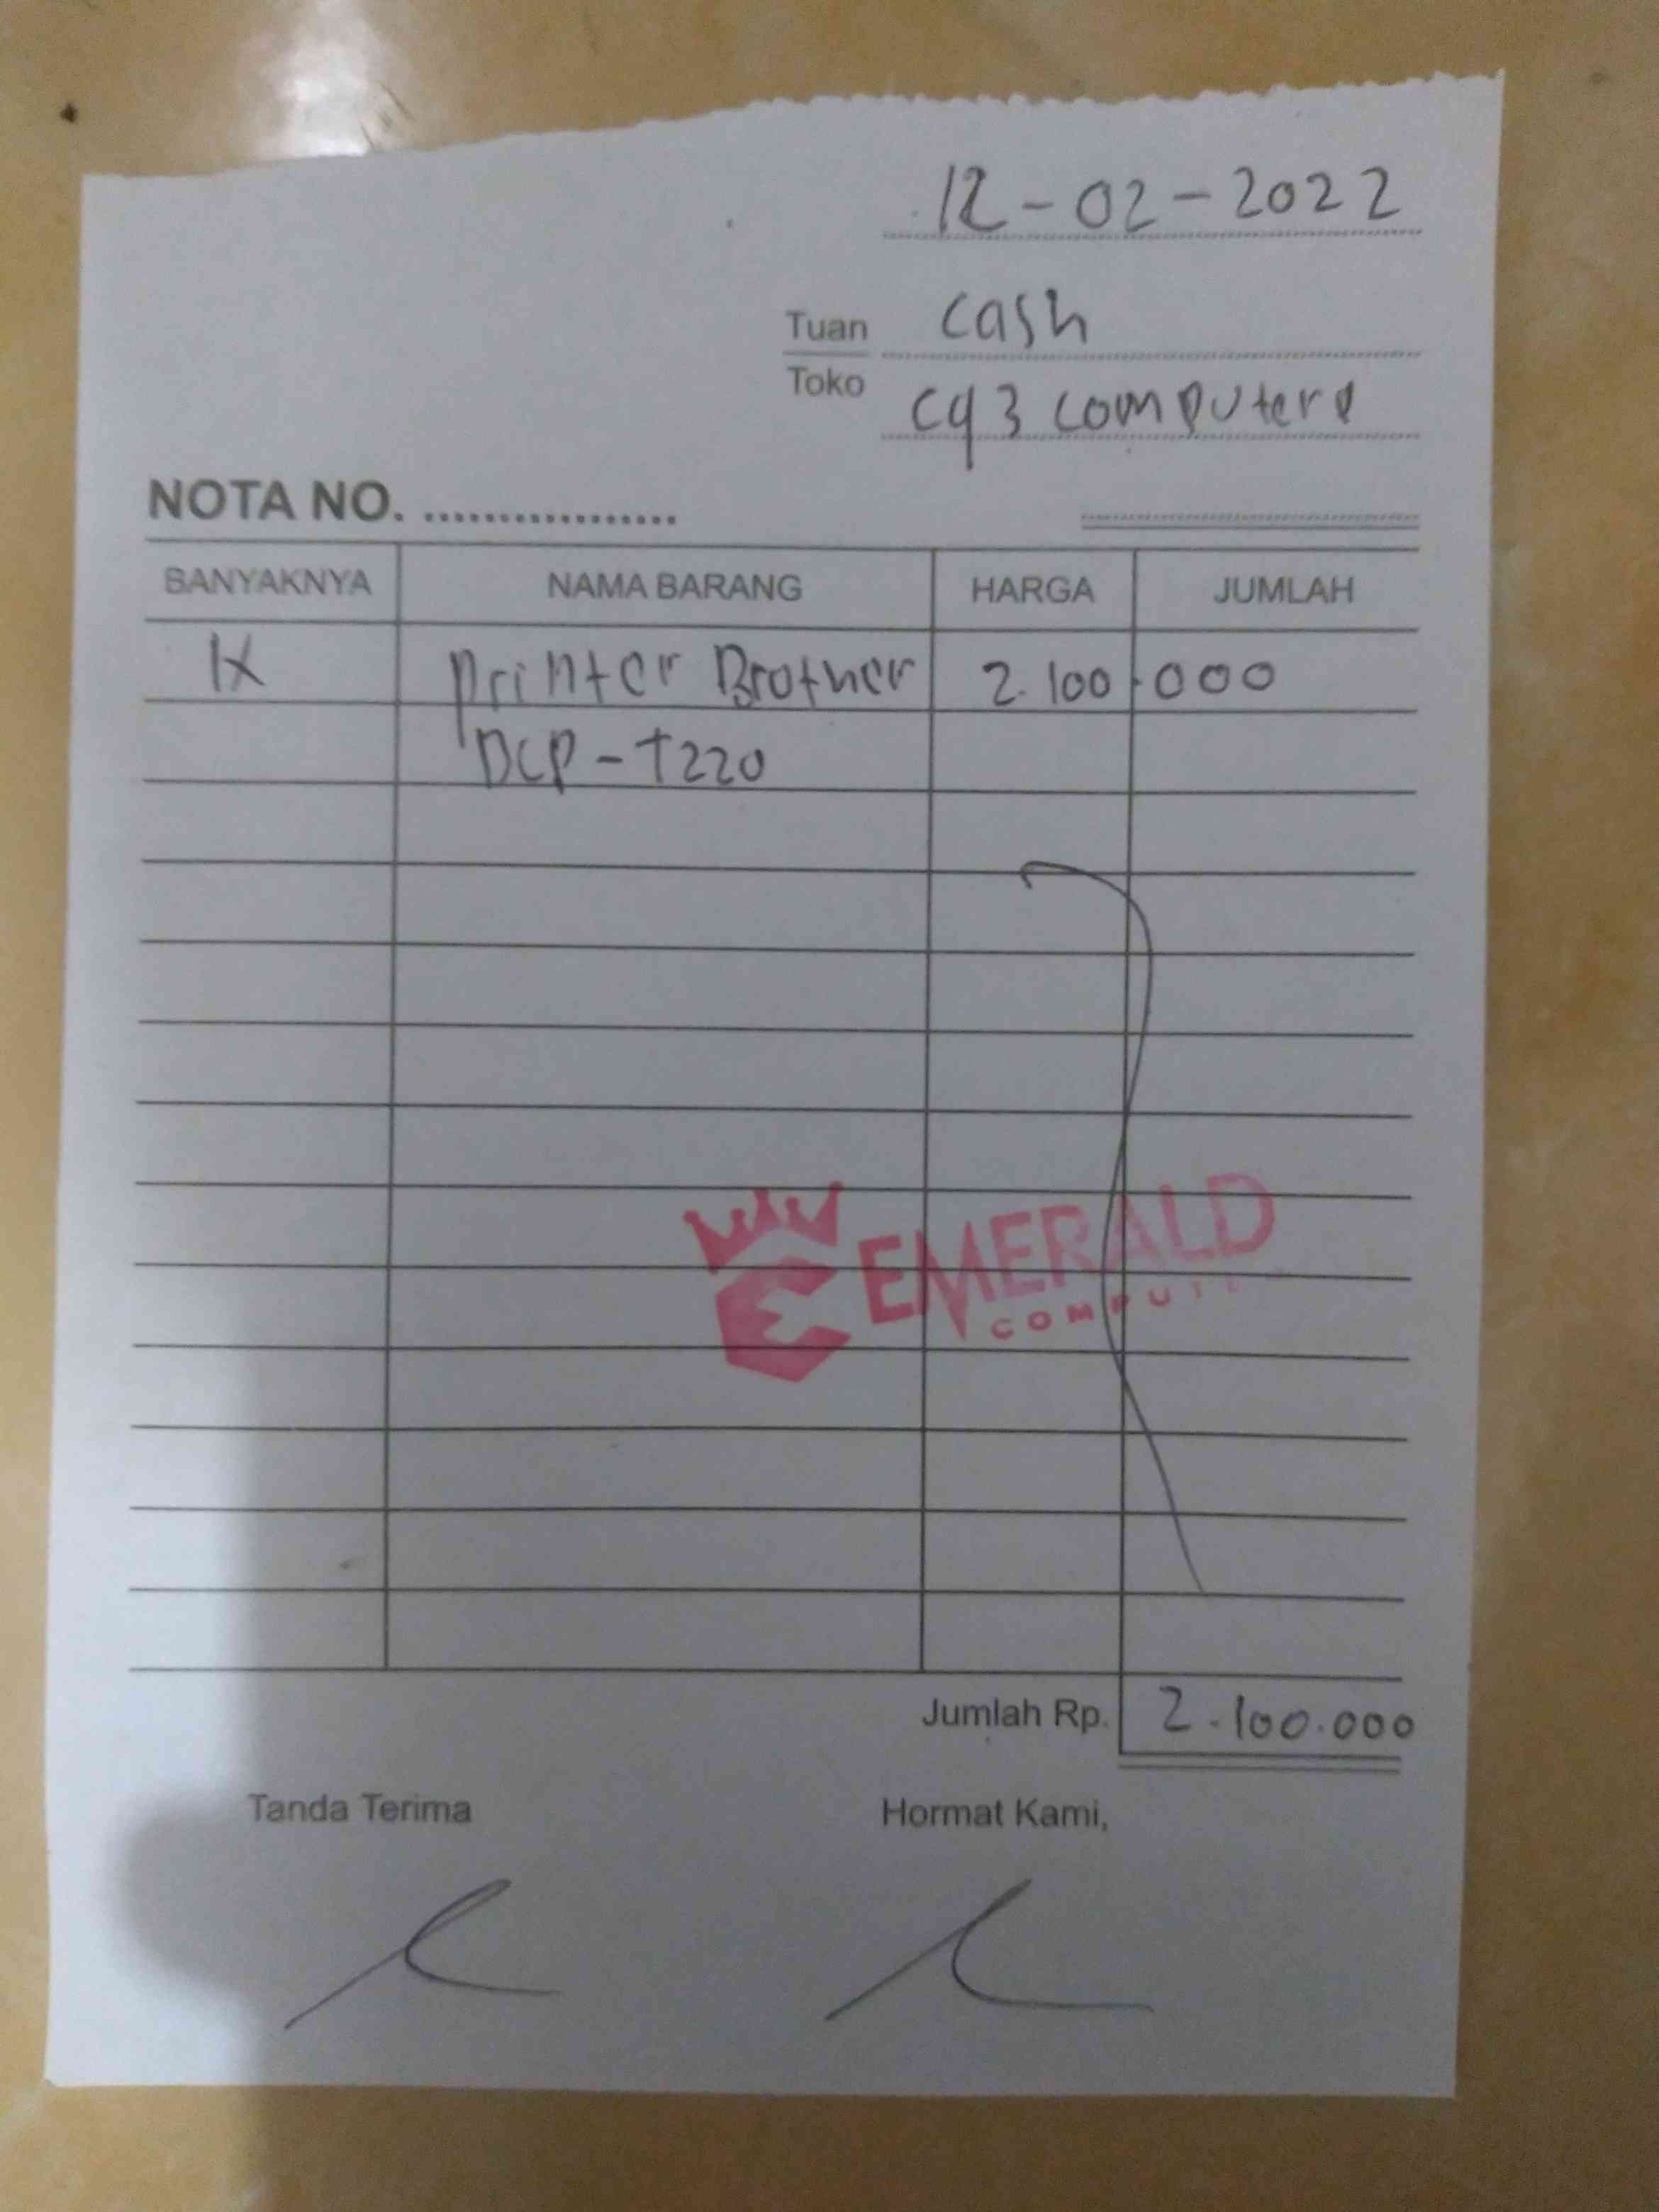 12-02-2022
Tuan cash
Toko
cq3 computere
NOTA NO. .................
BANYAKNYA NAMA BARANG HARGA JUMLAH
1x Printer Brother 2.100.000
DCP-T220
EMERALD
Jumlah Rp. 2.100.000
Tanda Terima Hormat Kami,